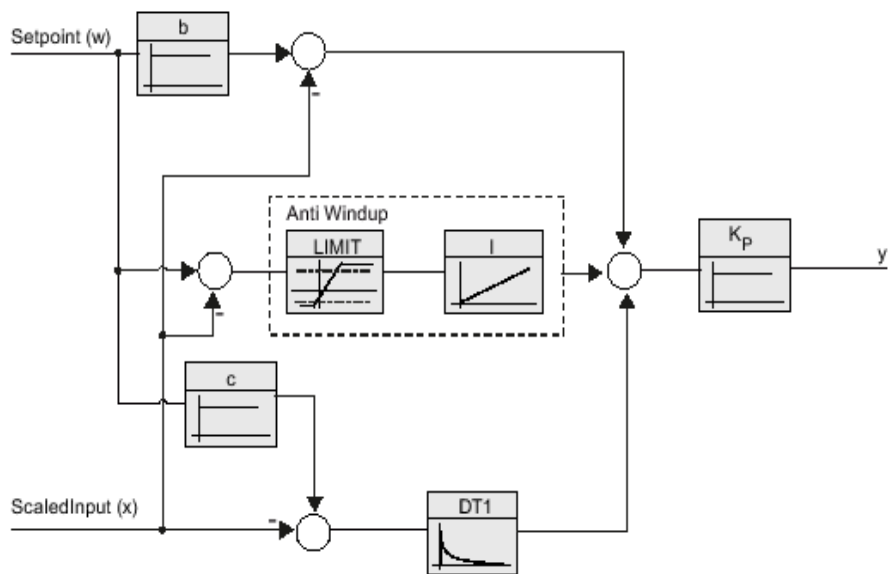 b
Setpoint (w)
-
Anti Windup
LIMIT
I
K_P
y
-
c
ScaledInput (x)
-
DT1